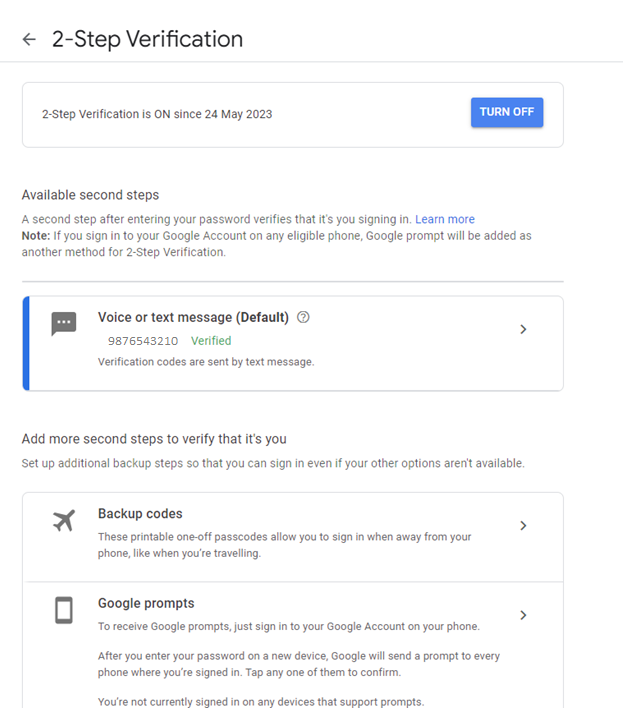 2-Step Verification
2-Step Verification is ON since 24 May 2023
TURN OFF
Available second steps
A second step after entering your password verifies that it's you signing in. Learn more
Note: If you sign in to your Google Account on any eligible phone, Google prompt will be added as
another method for 2-Step Verification.
Voice or text message (Default)
9876543210 Verified
Verification codes are sent by text message.
Add more second steps to verify that it's you
Set up additional backup steps so that you can sign in even if your other options aren't available.
Backup codes
These printable one-off passcodes allow you to sign in when away from your
phone, like when you're travelling.
Google prompts
To receive Google prompts, just sign in to your Google Account on your phone.
After you enter your password on a new device, Google will send a prompt to every
phone where you're signed in. Tap any one of them to confirm.
You're not currently signed in on any devices that support prompts.